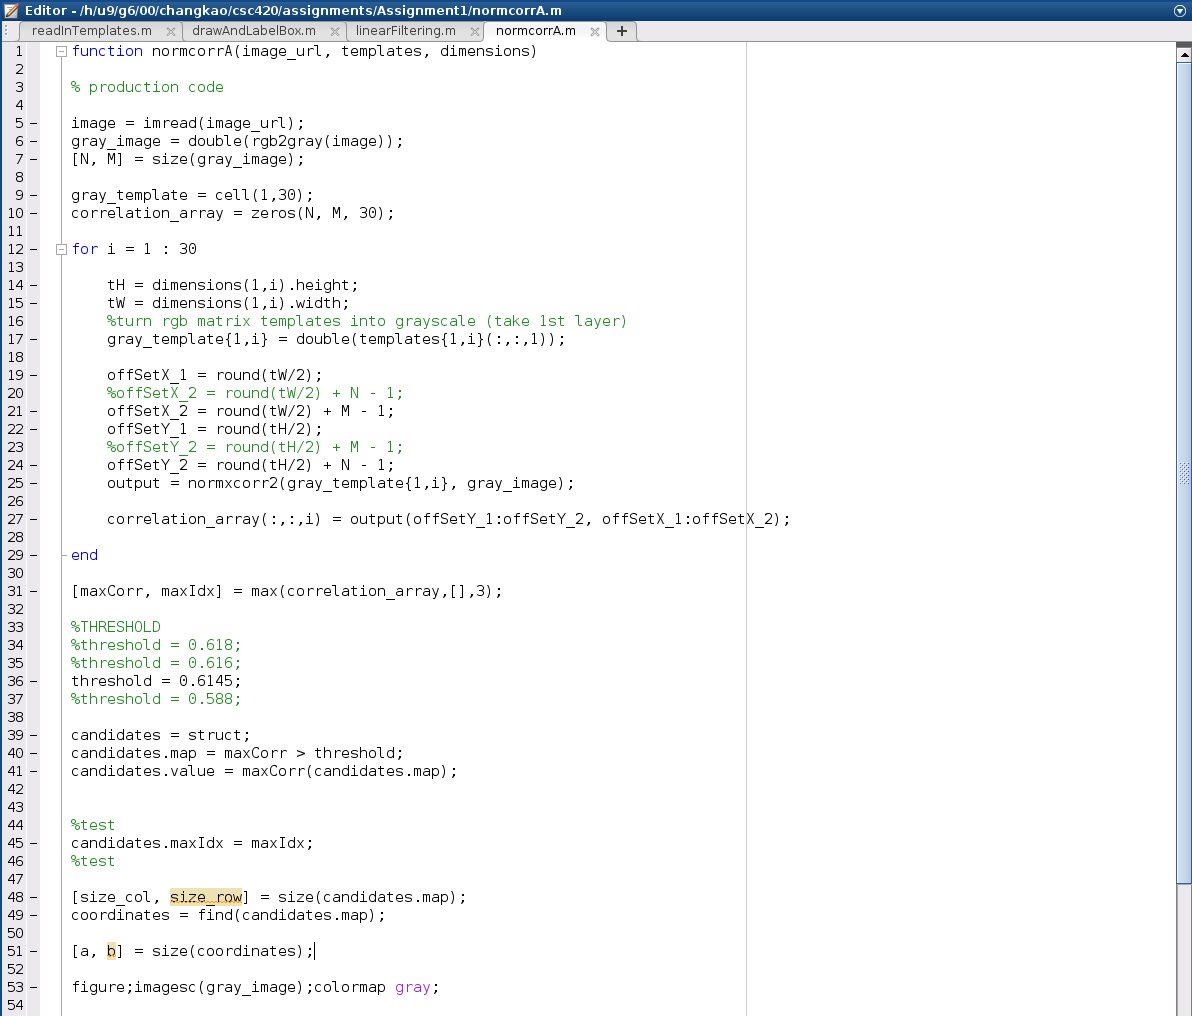 Editor - /h/u9/g6/00/changkao/csc420/assignments/Assignment1/normcorrA.m
readInTemplates.m drawAndLabelBox.m linearFiltering.m normcorrA.m
1 function normcorrA(image_url, templates, dimensions)
2
3 % production code
4
5 image = imread(image_url);
6 gray_image = double(rgb2gray(image));
7 [N, M] = size(gray_image);
8
9 gray_template = cell(1,30);
10 correlation_array = zeros(N, M, 30);
11
12 for i = 1 : 30
13
14 tH = dimensions(1,i).height;
15 tW = dimensions(1,i).width;
16 %turn rgb matrix templates into grayscale (take 1st layer)
17 gray_template{1,i} = double(templates{1,i}(:,:,1));
18
19 offSetX_1 = round(tW/2);
20 %offSetX_2 = round(tW/2) + N - 1;
21 offSetX_2 = round(tW/2) + M - 1;
22 offSetY_1 = round(tH/2);
23 %offSetY_2 = round(tH/2) + M - 1;
24 offSetY_2 = round(tH/2) + N - 1;
25 output = normxcorr2(gray_template{1,i}, gray_image);
26
27 correlation_array(:,:,i) = output(offSetY_1:offSetY_2, offSetX_1:offSetX_2);
28
29 end
30
31 [maxCorr, maxIdx] = max(correlation_array,[],3);
32
33 %THRESHOLD
34 %threshold = 0.618;
35 %threshold = 0.616;
36 threshold = 0.6145;
37 %threshold = 0.588;
38
39 candidates = struct;
40 candidates.map = maxCorr > threshold;
41 candidates.value = maxCorr(candidates.map);
42
43
44 %test
45 candidates.maxIdx = maxIdx;
46 %test
47
48 [size_col, size_row] = size(candidates.map);
49 coordinates = find(candidates.map);
50
51 [a, b] = size(coordinates);
52
53 figure;imagesc(gray_image);colormap gray;
54